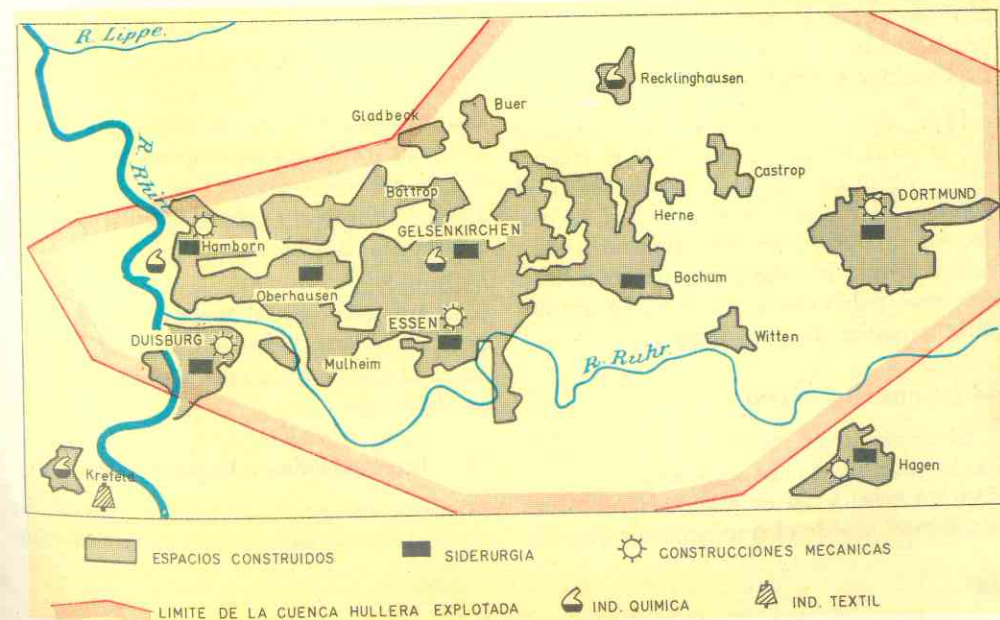 R. Lippe.
R. Rhin
Recklinghausen
Buer
Gladbeck
Castrop
Bottrop
Herne
DORTMUND
GELSENKIRCHEN
Hamborn
Oberhausen
Bochum
ESSEN
DUISBURG
Mulheim
R. Ruhr
Witten
Krefeld
Hagen
ESPACIOS CONSTRUIDOS
SIDERURGIA
CONSTRUCCIONES MECANICAS
LIMITE DE LA CUENCA HULLERA EXPLOTADA
IND. QUIMICA
IND. TEXTIL